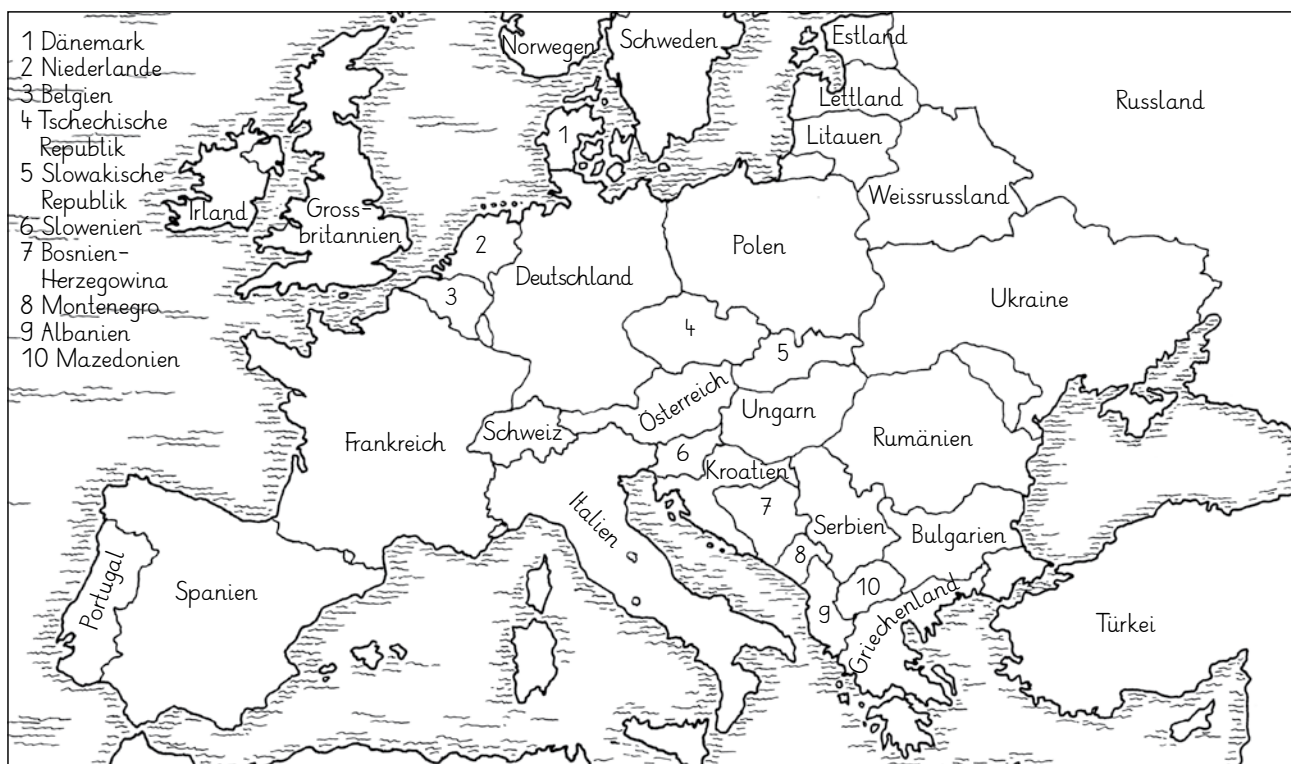 1 Dänemark
2 Niederlande
3 Belgien
4 Tschechische
Republik
5 Slowakische
Republik
6 Slowenien
7 Bosnien-
Herzegowina
8 Montenegro
9 Albanien
10 Mazedonien
Norwegen
Schweden
Estland
Lettland
Litauen
Russland
Weissrussland
1
Irland
Gross-
britannien
2
Deutschland
Polen
Ukraine
3
4
5
Österreich
Ungarn
Rumänien
Frankreich
Schweiz
6
Kroatien
Italien
7
Serbien
Bulgarien
8
10
9
Griechenland
Türkei
Portugal
Spanien